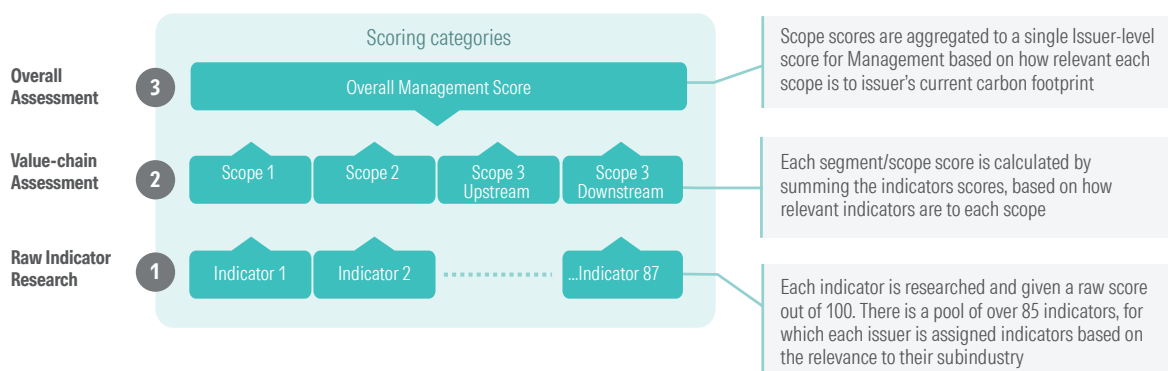 Scoring categories
Overall
Assessment
3
Overall Management Score
Scope scores are aggregated to a single Issuer-level
score for Management based on how relevant each
scope is to issuer's current carbon footprint
Value-chain
Assessment
2
Scope 1
Scope 2
Scope 3
Upstream
Scope 3
Downstream
Each segment/scope score is calculated by
summing the indicators scores, based on how
relevant indicators are to each scope
Raw Indicator
Research
1
Indicator 1
Indicator 2
...Indicator 87
Each indicator is researched and given a raw score
out of 100. There is a pool of over 85 indicators, for
which each issuer is assigned indicators based on
the relevance to their subindustry